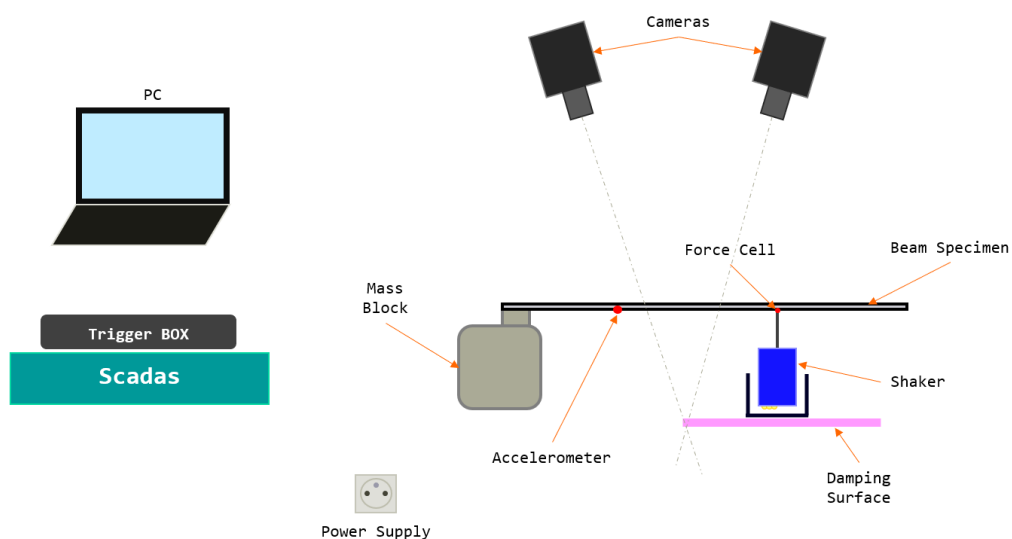 Cameras
PC
Force Cell
Beam Specimen
Mass
Block
Trigger BOX
Scadas
Shaker
Accelerometer
Damping
Surface
Power Supply